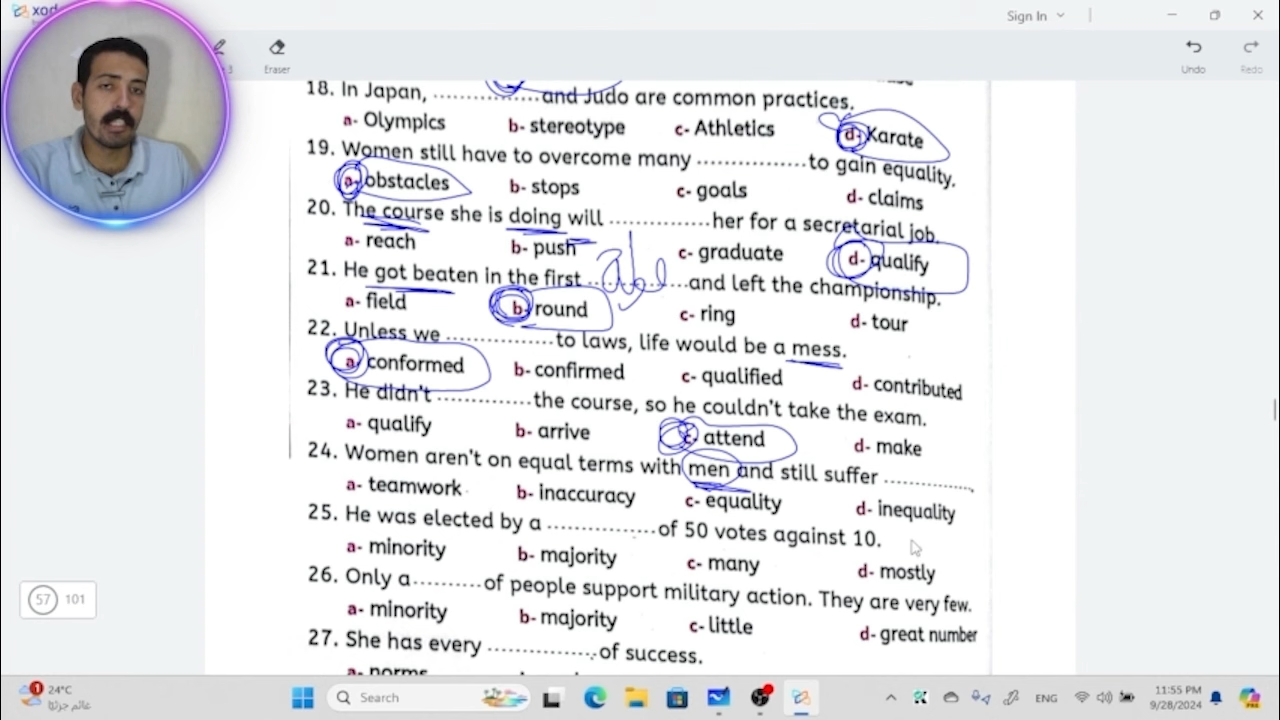 xod
Sign In
Eraser
Undo
Redo
18. In Japan, .................and Judo are common practices.
a- Olympics b- stereotype c- Athletics d- Karate
19. Women still have to overcome many ..................to gain equality.
a- obstacles b- stops c- goals d- claims
20. The course she is doing will ................her for a secretarial job.
a- reach b- push c- graduate d- qualify
21. He got beaten in the first ................and left the championship.
a- field b- round c- ring d- tour
22. Unless we ..................to laws, life would be a mess.
a- conformed b- confirmed c- qualified d- contributed
23. He didn't ................the course, so he couldn't take the exam.
a- qualify b- arrive c- attend d- make
24. Women aren't on equal terms with men and still suffer ................
a- teamwork b- inaccuracy c- equality d- inequality
25. He was elected by a ..................of 50 votes against 10.
a- minority b- majority c- many d- mostly
26. Only a...........of people support military action. They are very few.
a- minority b- majority c- little d- great number
27. She has every ..................of success.
a- norms
57 101
1
24°C
غائم جزئيًا
Search
ENG
11:55 PM
9/28/2024